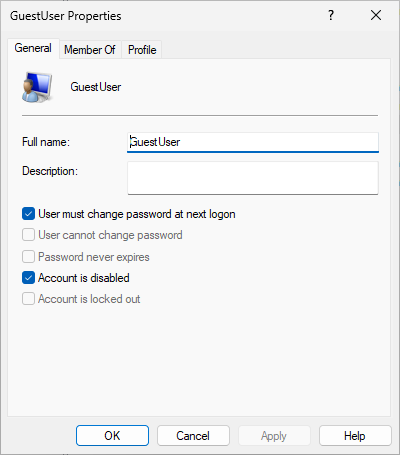 GuestUser Properties
?
General Member Of Profile
GuestUser
Full name: GuestUser
Description:
User must change password at next logon
User cannot change password
Password never expires
Account is disabled
Account is locked out
OK Cancel Apply Help